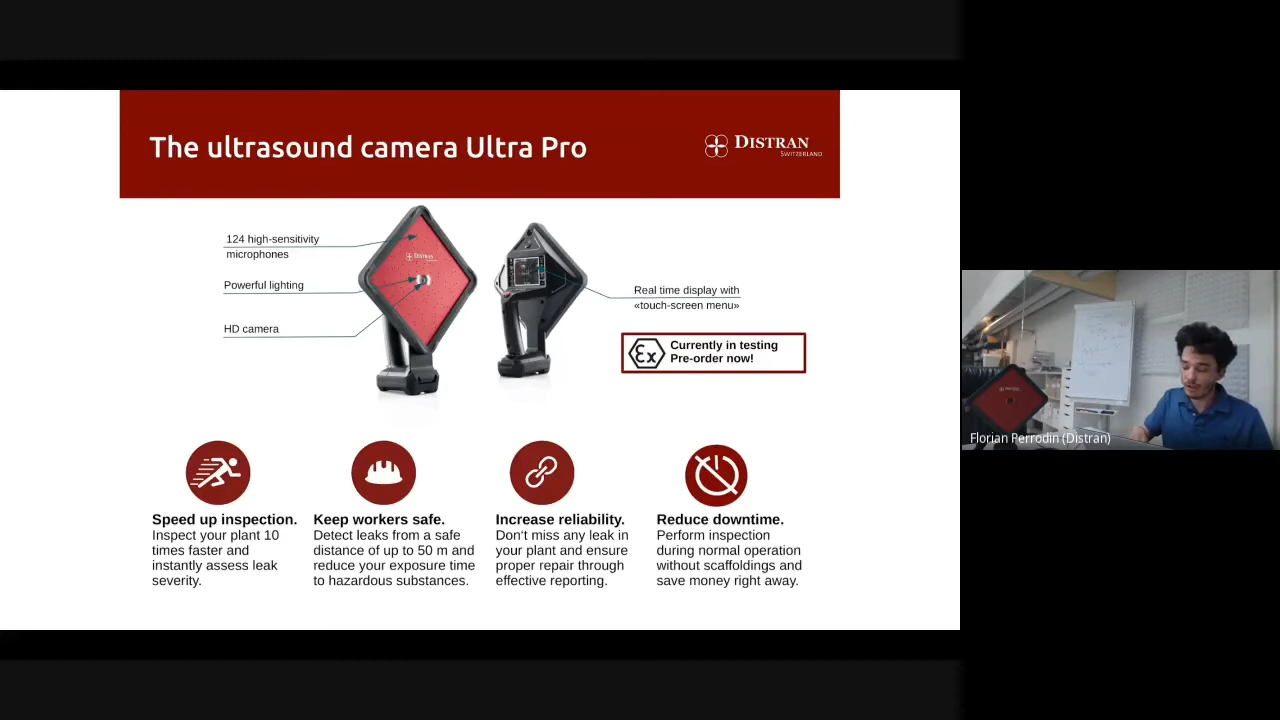 The ultrasound camera Ultra Pro
DISTRAN
SWITZERLAND
124 high-sensitivity
microphones
Powerful lighting
HD camera
DISTRAN
Real time display with
«touch-screen menu»
Ex
Currently in testing
Pre-order now!
Speed up inspection.
Inspect your plant 10
times faster and
instantly assess leak
severity.
Keep workers safe.
Detect leaks from a safe
distance of up to 50 m and
reduce your exposure time
to hazardous substances.
Increase reliability.
Don't miss any leak in
your plant and ensure
proper repair through
effective reporting.
Reduce downtime.
Perform inspection
during normal operation
without scaffoldings and
save money right away.
Florian Perrodin (Distran)